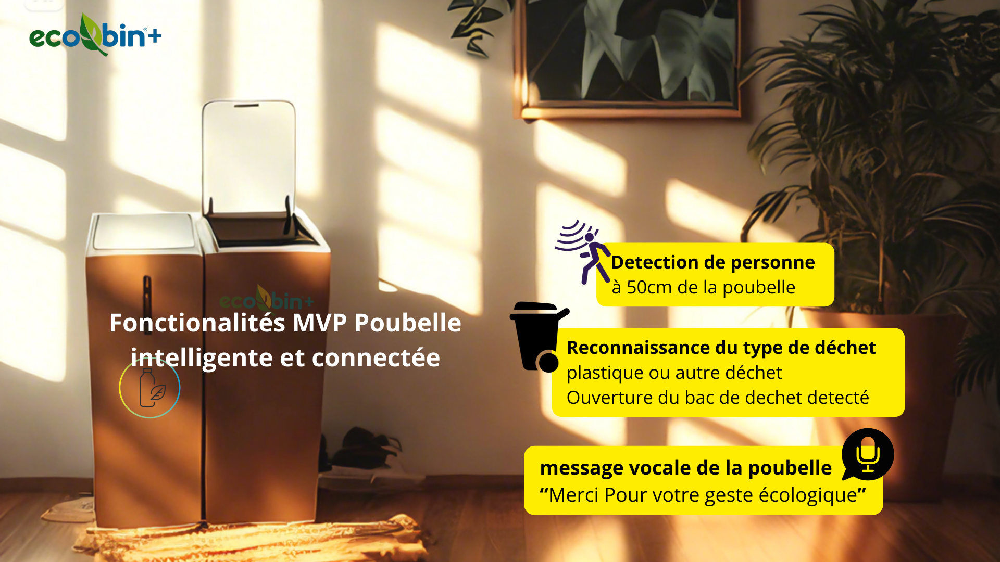 ecobin®+
ecobin+
Fonctionalités MVP Poubelle
intelligente et connectée
Detection de personne
à 50cm de la poubelle
Reconnaissance du type de déchet
plastique ou autre déchet
Ouverture du bac de dechet detecté
message vocale de la poubelle
“Merci Pour votre geste écologique”